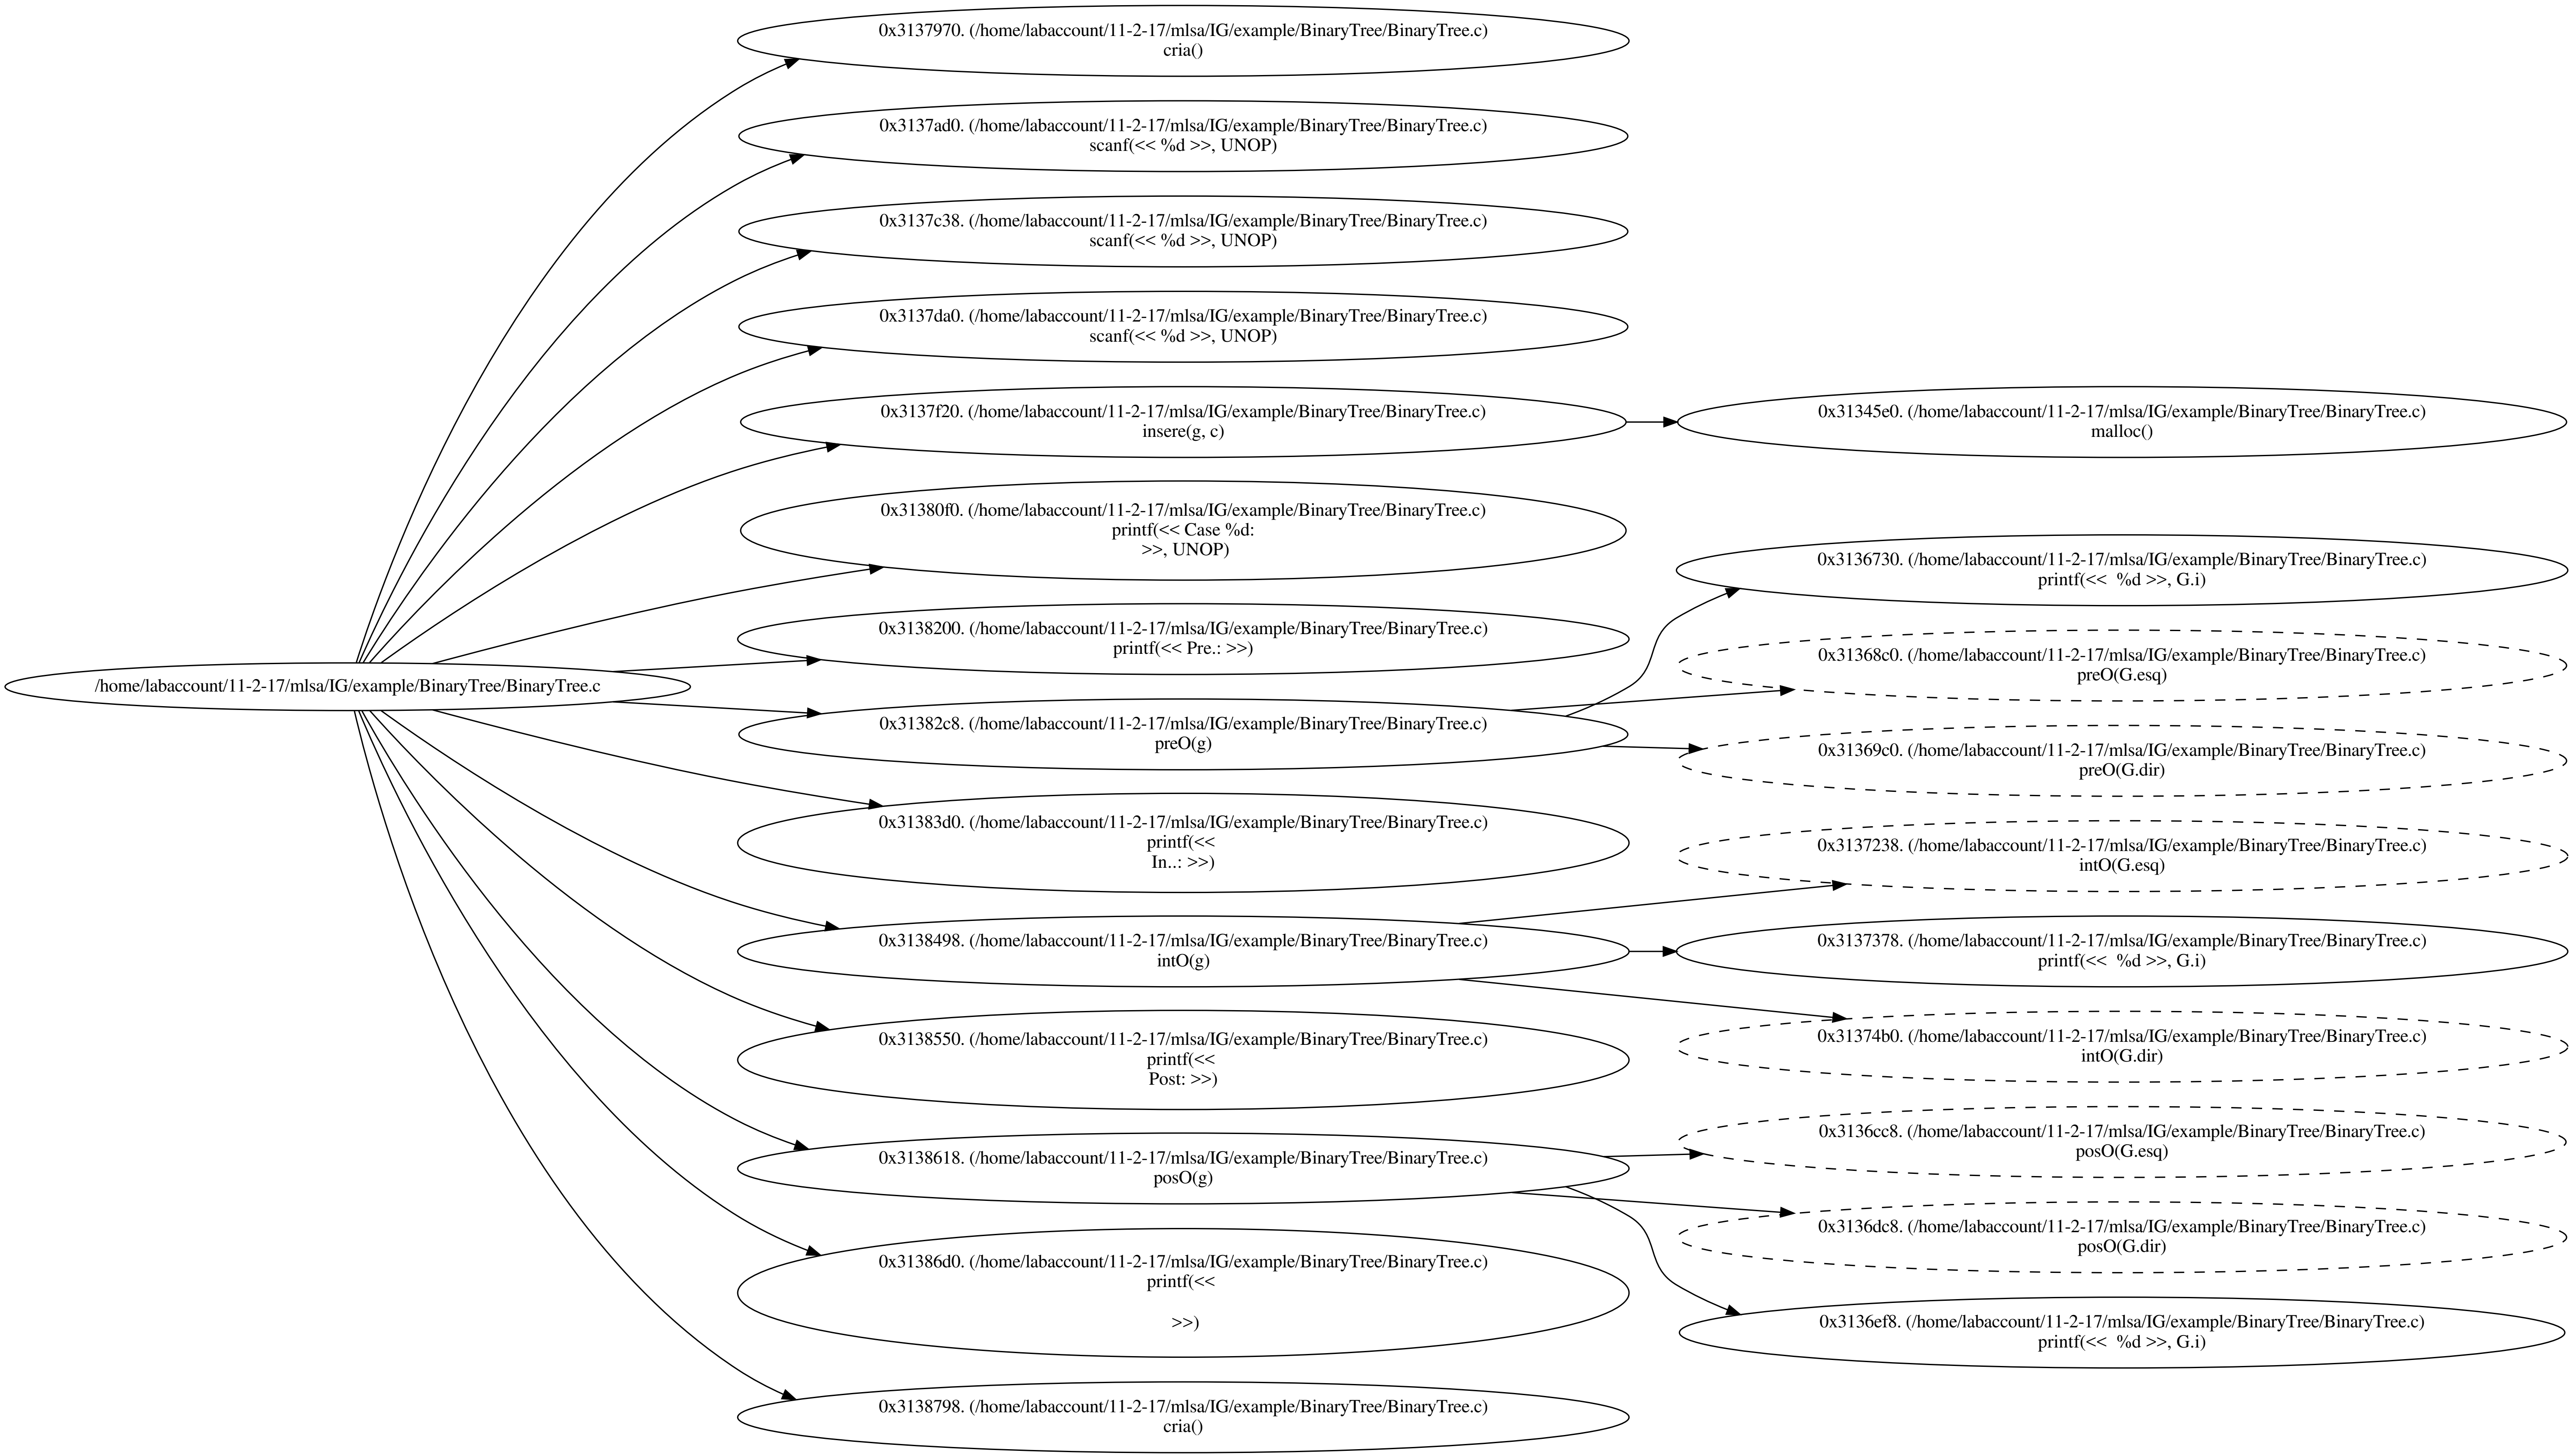 /home/labaccount/11-2-17/mlsa/IG/example/BinaryTree/BinaryTree.c
0x3137970. (/home/labaccount/11-2-17/mlsa/IG/example/BinaryTree/BinaryTree.c)
cria()
0x3137ad0. (/home/labaccount/11-2-17/mlsa/IG/example/BinaryTree/BinaryTree.c)
scanf(<< %d >>, UNOP)
0x3137c38. (/home/labaccount/11-2-17/mlsa/IG/example/BinaryTree/BinaryTree.c)
scanf(<< %d >>, UNOP)
0x3137da0. (/home/labaccount/11-2-17/mlsa/IG/example/BinaryTree/BinaryTree.c)
scanf(<< %d >>, UNOP)
0x3137f20. (/home/labaccount/11-2-17/mlsa/IG/example/BinaryTree/BinaryTree.c)
insere(g, c)
0x31380f0. (/home/labaccount/11-2-17/mlsa/IG/example/BinaryTree/BinaryTree.c)
printf(<< Case %d:
>>, UNOP)
0x3138200. (/home/labaccount/11-2-17/mlsa/IG/example/BinaryTree/BinaryTree.c)
printf(<< Pre.: >>)
0x31382c8. (/home/labaccount/11-2-17/mlsa/IG/example/BinaryTree/BinaryTree.c)
preO(g)
0x31383d0. (/home/labaccount/11-2-17/mlsa/IG/example/BinaryTree/BinaryTree.c)
printf(<<
In..: >>)
0x3138498. (/home/labaccount/11-2-17/mlsa/IG/example/BinaryTree/BinaryTree.c)
intO(g)
0x3138550. (/home/labaccount/11-2-17/mlsa/IG/example/BinaryTree/BinaryTree.c)
printf(<<
Post: >>)
0x3138618. (/home/labaccount/11-2-17/mlsa/IG/example/BinaryTree/BinaryTree.c)
posO(g)
0x31386d0. (/home/labaccount/11-2-17/mlsa/IG/example/BinaryTree/BinaryTree.c)
printf(<<
>>)
0x3138798. (/home/labaccount/11-2-17/mlsa/IG/example/BinaryTree/BinaryTree.c)
cria()
0x31345e0. (/home/labaccount/11-2-17/mlsa/IG/example/BinaryTree/BinaryTree.c)
malloc()
0x3136730. (/home/labaccount/11-2-17/mlsa/IG/example/BinaryTree/BinaryTree.c)
printf(<<  %d >>, G.i)
0x31368c0. (/home/labaccount/11-2-17/mlsa/IG/example/BinaryTree/BinaryTree.c)
preO(G.esq)
0x31369c0. (/home/labaccount/11-2-17/mlsa/IG/example/BinaryTree/BinaryTree.c)
preO(G.dir)
0x3137238. (/home/labaccount/11-2-17/mlsa/IG/example/BinaryTree/BinaryTree.c)
intO(G.esq)
0x3137378. (/home/labaccount/11-2-17/mlsa/IG/example/BinaryTree/BinaryTree.c)
printf(<<  %d >>, G.i)
0x31374b0. (/home/labaccount/11-2-17/mlsa/IG/example/BinaryTree/BinaryTree.c)
intO(G.dir)
0x3136cc8. (/home/labaccount/11-2-17/mlsa/IG/example/BinaryTree/BinaryTree.c)
posO(G.esq)
0x3136dc8. (/home/labaccount/11-2-17/mlsa/IG/example/BinaryTree/BinaryTree.c)
posO(G.dir)
0x3136ef8. (/home/labaccount/11-2-17/mlsa/IG/example/BinaryTree/BinaryTree.c)
printf(<<  %d >>, G.i)